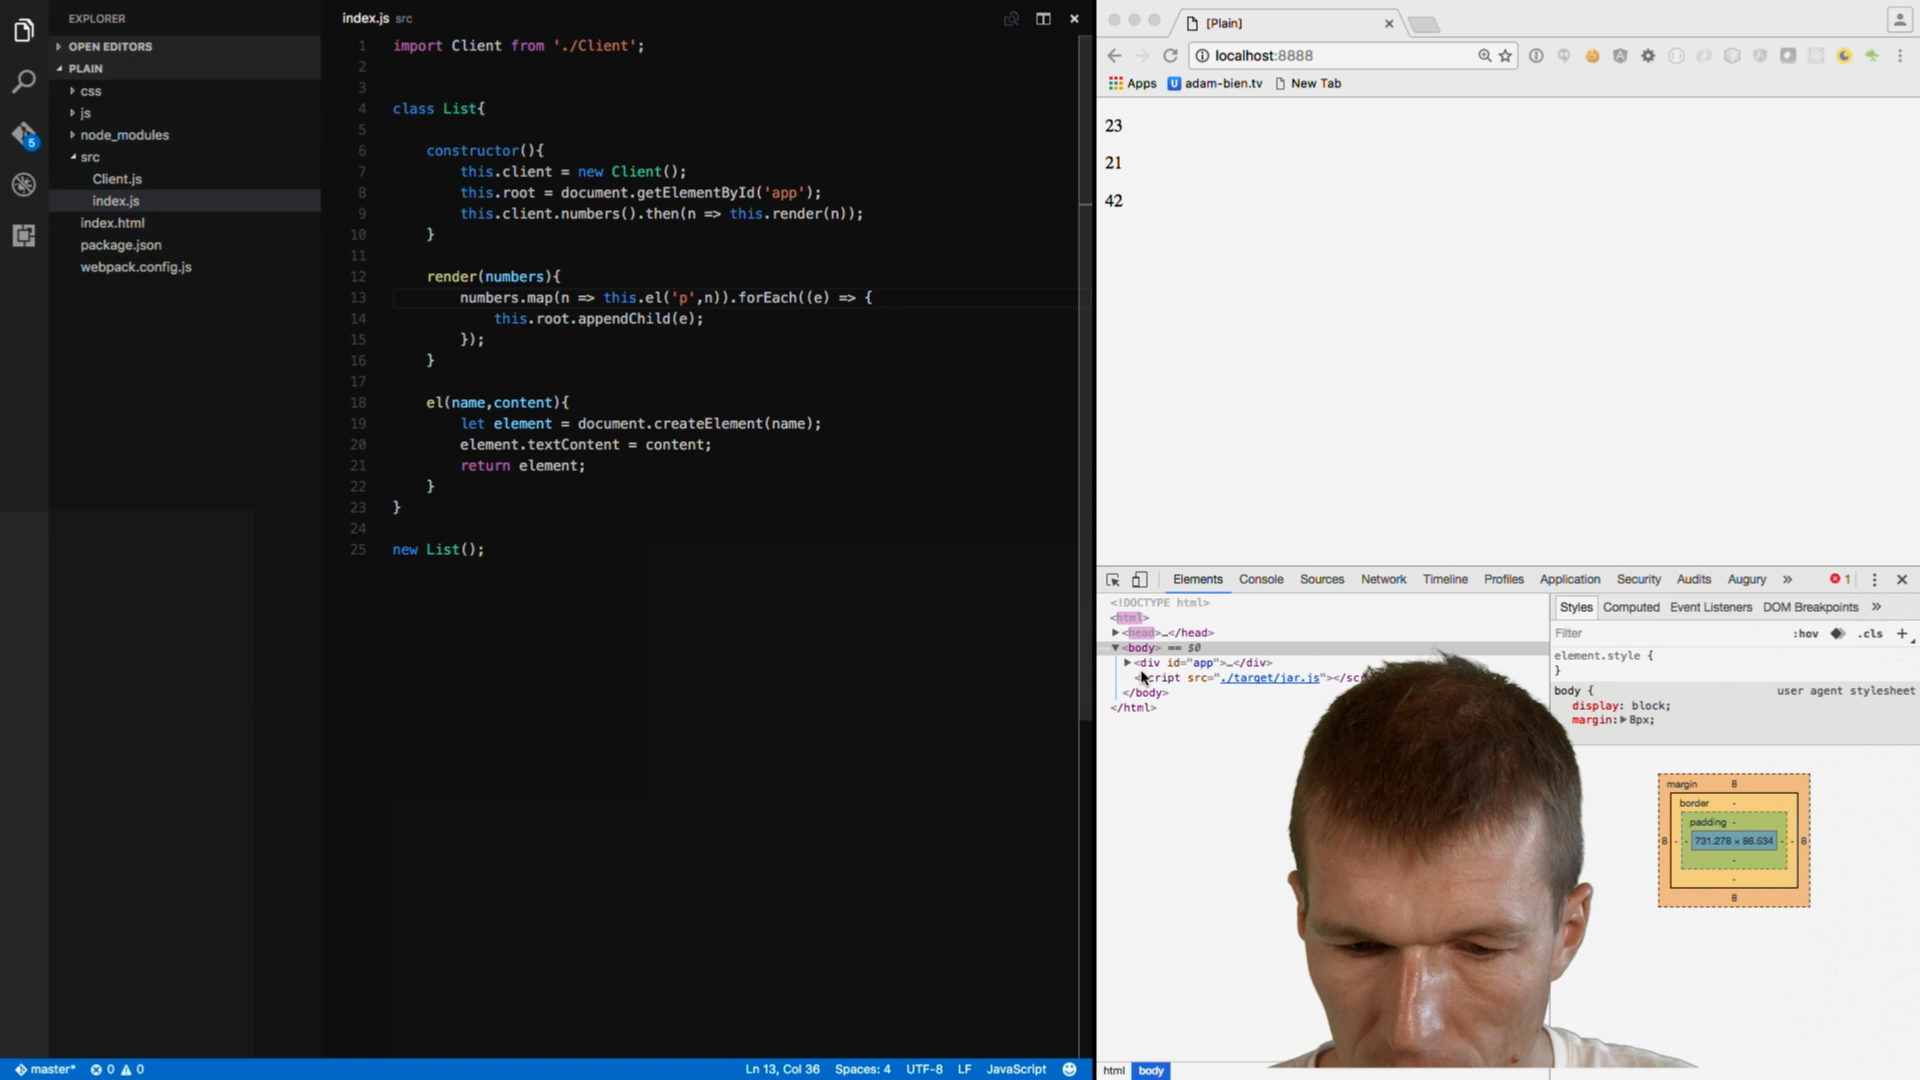 EXPLORER
OPEN EDITORS
PLAIN
css
js
node_modules
src
Client.js
index.js
index.html
package.json
webpack.config.js
5
index.js src
1 import Client from './Client';
2
3
4 class List{
5
6 constructor(){
7 this.client = new Client();
8 this.root = document.getElementById('app');
9 this.client.numbers().then(n => this.render(n));
10 }
11
12 render(numbers){
13 numbers.map(n => this.el('p',n)).forEach((e) => {
14 this.root.appendChild(e);
15 });
16 }
17
18 el(name,content){
19 let element = document.createElement(name);
20 element.textContent = content;
21 return element;
22 }
23 }
24
25 new List();
master* 0 0
Ln 13, Col 36 Spaces: 4 UTF-8 LF JavaScript
[Plain]
localhost:8888
Apps adam-bien.tv New Tab
23
21
42
Elements Console Sources Network Timeline Profiles Application Security Audits Augury » 1
<!DOCTYPE html>
<html>
<head>…</head>
<body> == $0
<div id="app">…</div>
cript src="./target/jar.js"></scr
</body>
</html>
Styles Computed Event Listeners DOM Breakpoints »
Filter :hov .cls +
element.style {
}
body { user agent stylesheet
display: block;
margin: 8px;
margin 8
border -
padding -
8 - - 731.278 × 86.534 - - 8
-
-
8
html body